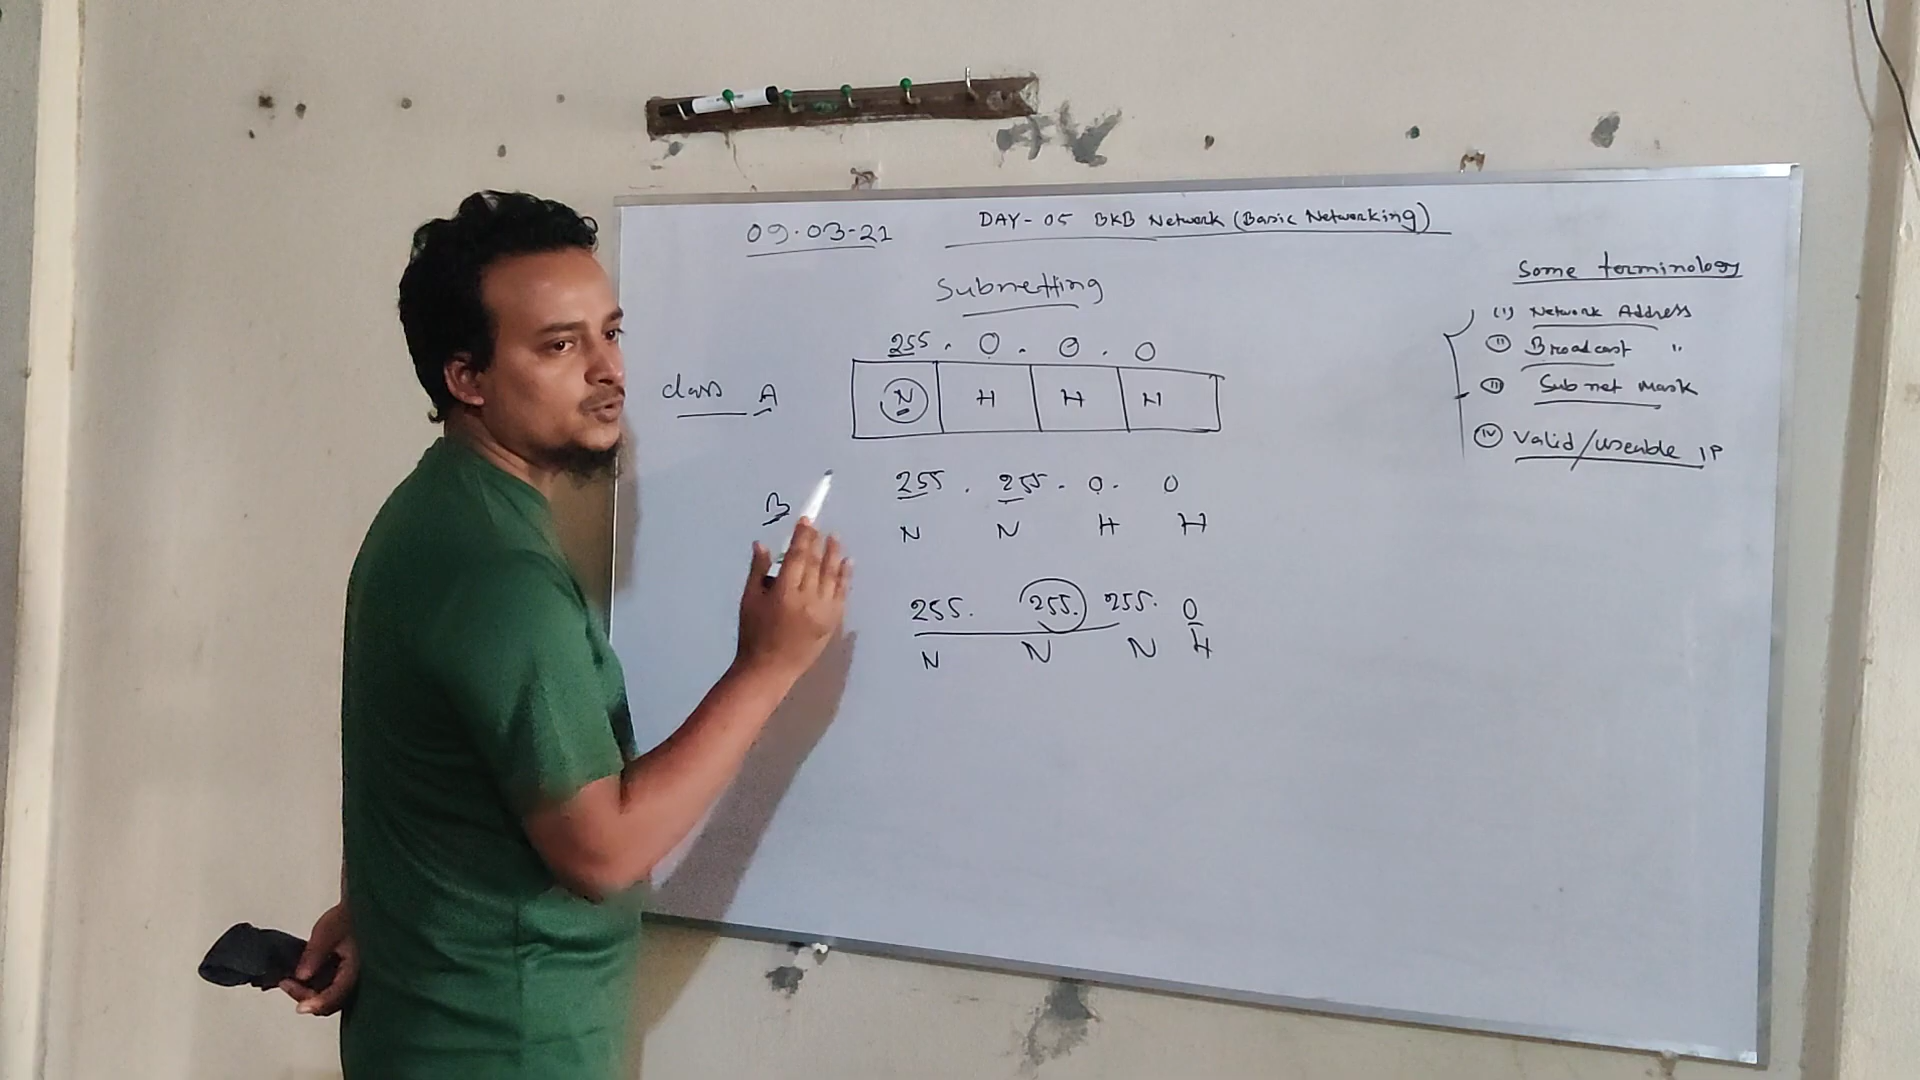 09.03-21
DAY-05 BKB Network (Basic Networking)
Subnetting
255. 0. 0. 0
class A
N H H H
B
255. 255. 0. 0
N N H H
255. 255. 255. 0
N N N H
Some terminology
(i) Network Address
(ii) Broadcast "
(iii) Subnet Mask
(iv) Valid/useable IP